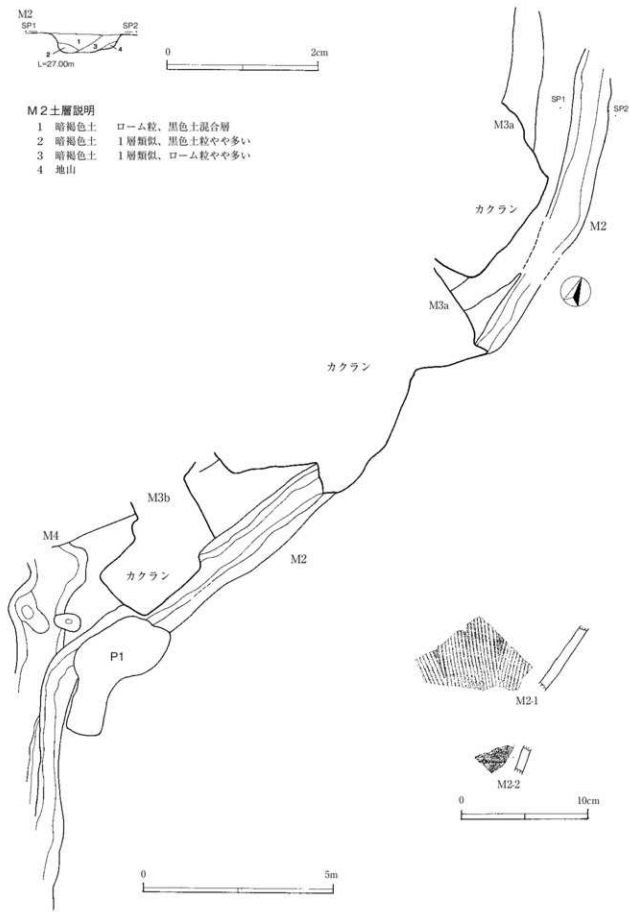 M2
SP1 SP2
1
2 3 4
L=27.00m
0 2cm
M2土層説明
1 暗褐色土 ローム粒、黒色土混合層
2 暗褐色土 1層類似、黒色土粒やや多い
3 暗褐色土 1層類似、ローム粒やや多い
4 地山
SP1
SP2
M3a
カクラン
M2
M3a
カクラン
M3b
M4
カクラン
M2
P1
M2-1
M2-2
0 10cm
0 5m